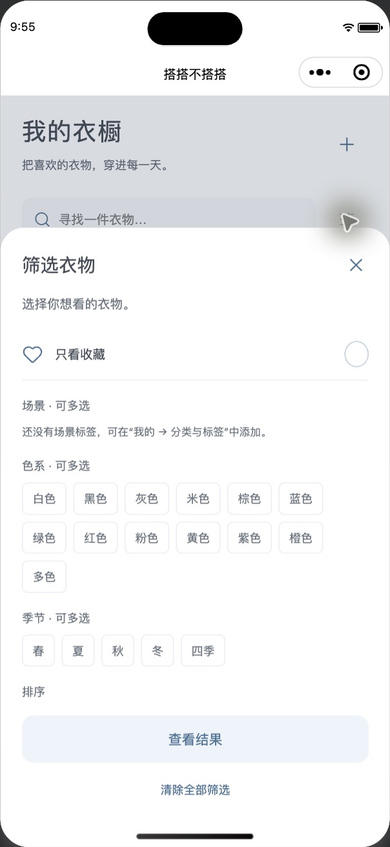 9:55
搭搭不搭搭
我的衣橱
把喜欢的衣物，穿进每一天。
寻找一件衣物...
筛选衣物
选择你想看的衣物。
只看收藏
场景 · 可多选
还没有场景标签，可在“我的 → 分类与标签”中添加。
色系 · 可多选
白色 黑色 灰色 米色 棕色 蓝色
绿色 红色 粉色 黄色 紫色 橙色
多色
季节 · 可多选
春 夏 秋 冬 四季
排序
查看结果
清除全部筛选